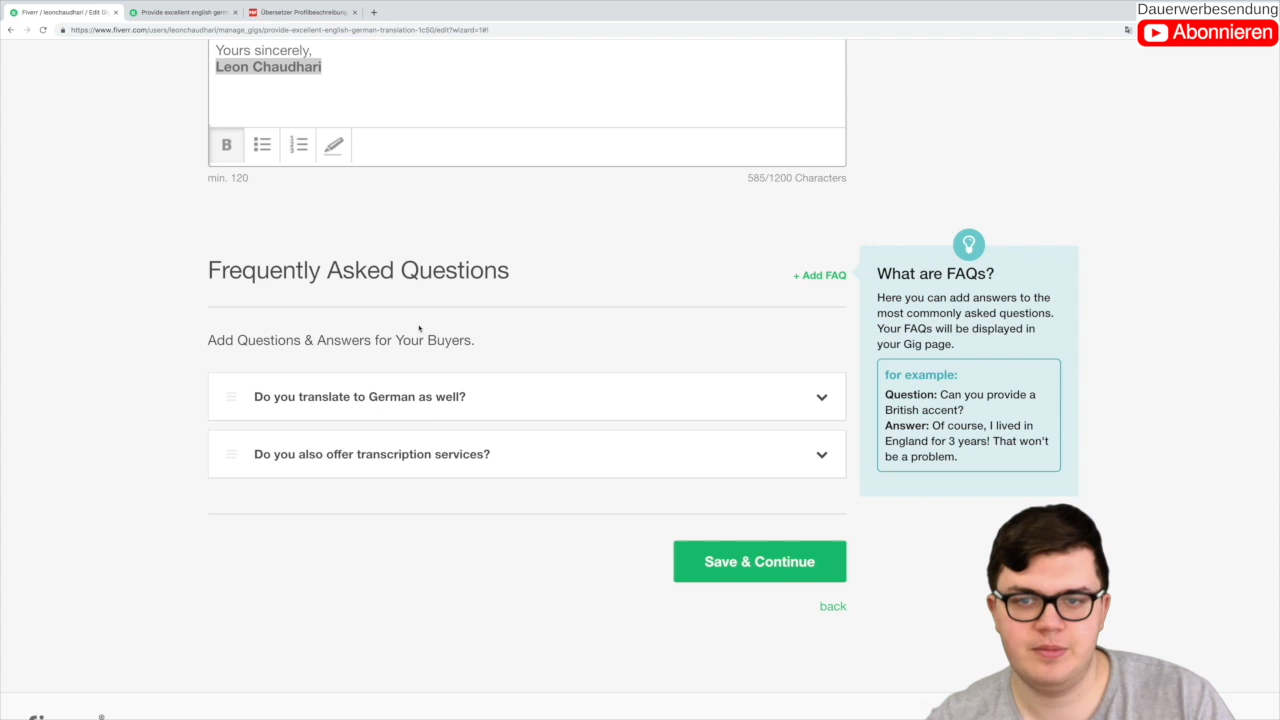 Fiverr / leonchaudhari / Edit Gi
Provide excellent english germ
Übersetzer Profilbeschreibung
Dauerwerbesendung
https://www.fiverr.com/users/leonchaudhari/manage_gigs/provide-excellent-english-german-translation-1c50/edit?wizard=1#!
Abonnieren
Yours sincerely,
Leon Chaudhari
B
min. 120
585/1200 Characters
Frequently Asked Questions
+ Add FAQ
Add Questions & Answers for Your Buyers.
Do you translate to German as well?
Do you also offer transcription services?
What are FAQs?
Here you can add answers to the
most commonly asked questions.
Your FAQs will be displayed in
your Gig page.
for example:
Question: Can you provide a
British accent?
Answer: Of course, I lived in
England for 3 years! That won't
be a problem.
Save & Continue
back